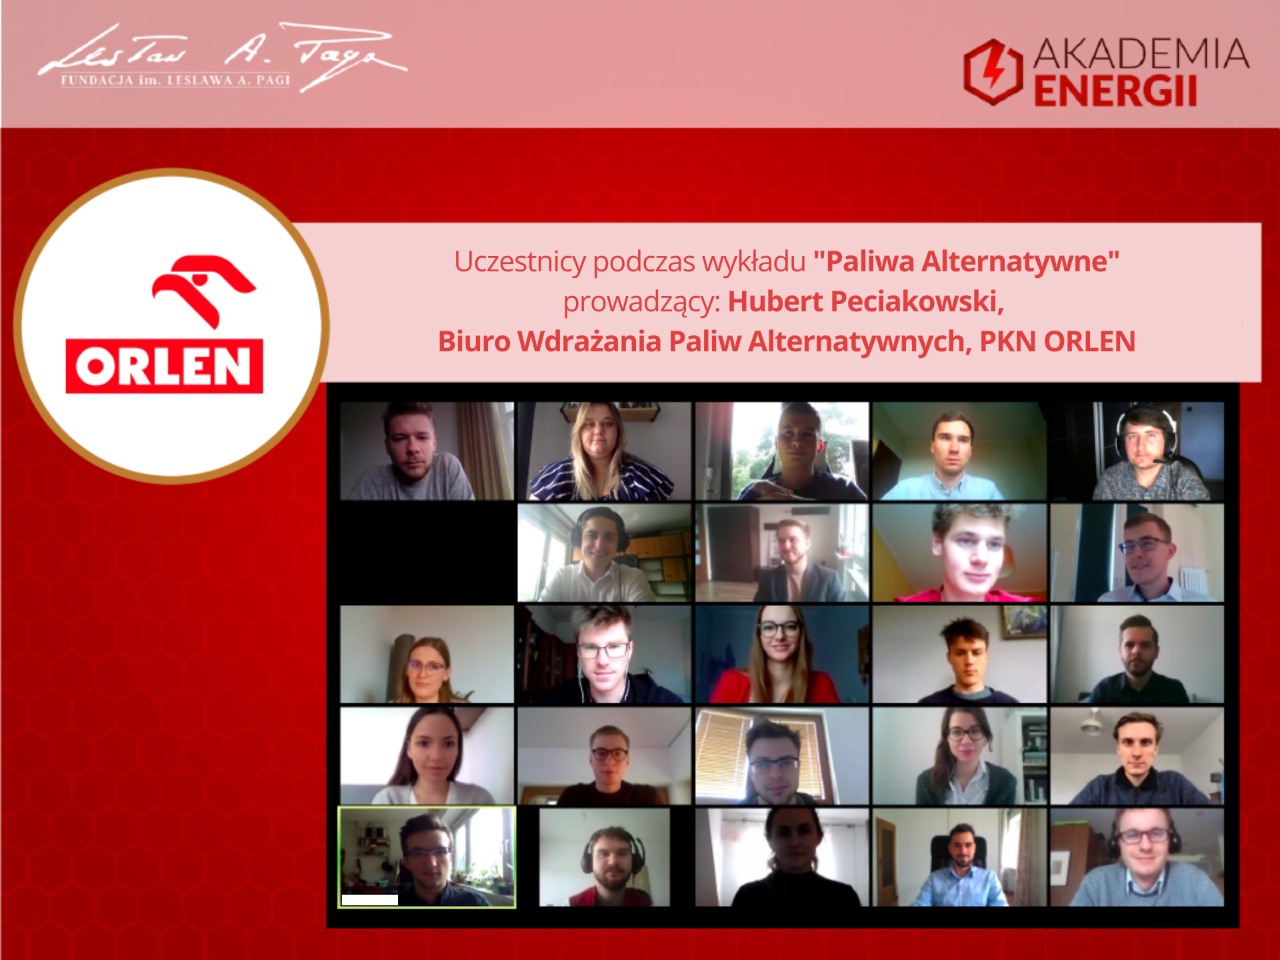 Lesław A. Paga
FUNDACJA im. LESŁAWA A. PAGI
AKADEMIA
ENERGII
ORLEN
Uczestnicy podczas wykładu "Paliwa Alternatywne"
prowadzący: Hubert Peciakowski,
Biuro Wdrażania Paliw Alternatywnych, PKN ORLEN